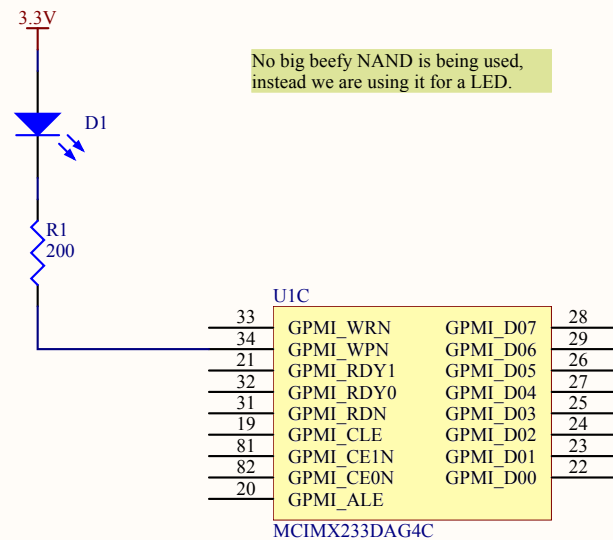 3.3V
No big beefy NAND is being used,
instead we are using it for a LED.
D1
R1
200
U1C
33 GPMI_WRN GPMI_D07 28
34 GPMI_WPN GPMI_D06 29
21 GPMI_RDY1 GPMI_D05 26
32 GPMI_RDY0 GPMI_D04 27
31 GPMI_RDN GPMI_D03 25
19 GPMI_CLE GPMI_D02 24
81 GPMI_CE1N GPMI_D01 23
82 GPMI_CE0N GPMI_D00 22
20 GPMI_ALE
MCIMX233DAG4C